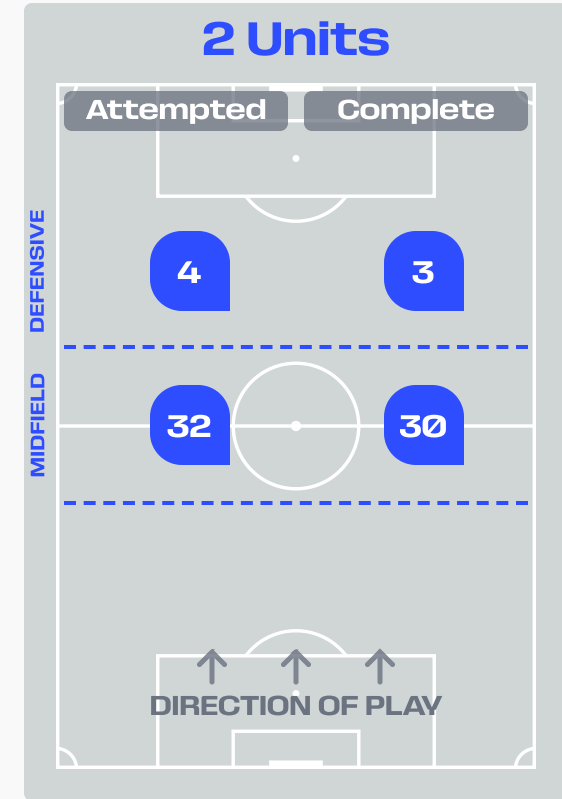 2 Units
Attempted Complete
DEFENSIVE
4 3
MIDFIELD
32 30
DIRECTION OF PLAY